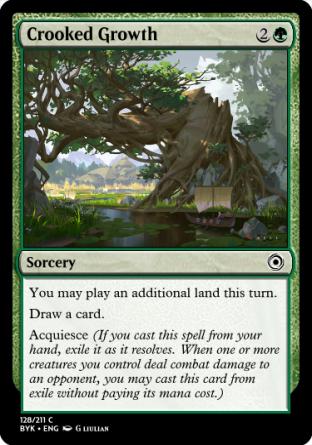 Crooked Growth 2
Sorcery
You may play an additional land this turn.
Draw a card.
Acquiesce (If you cast this spell from your
hand, exile it as it resolves. When one or more
creatures you control deal combat damage to
an opponent, you may cast this card from
exile without paying its mana cost.)
128/211 C
BYK • ENG G LIULIAN